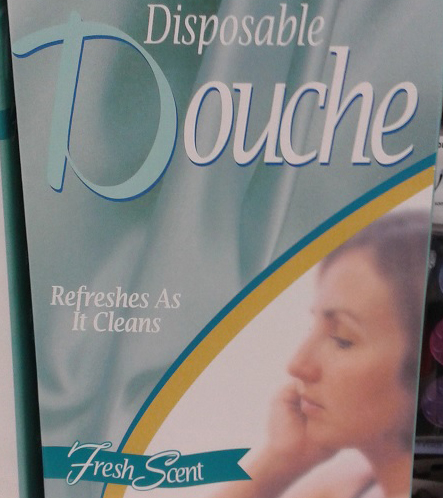 Disposable
Douche
Refreshes As
It Cleans
Fresh Scent